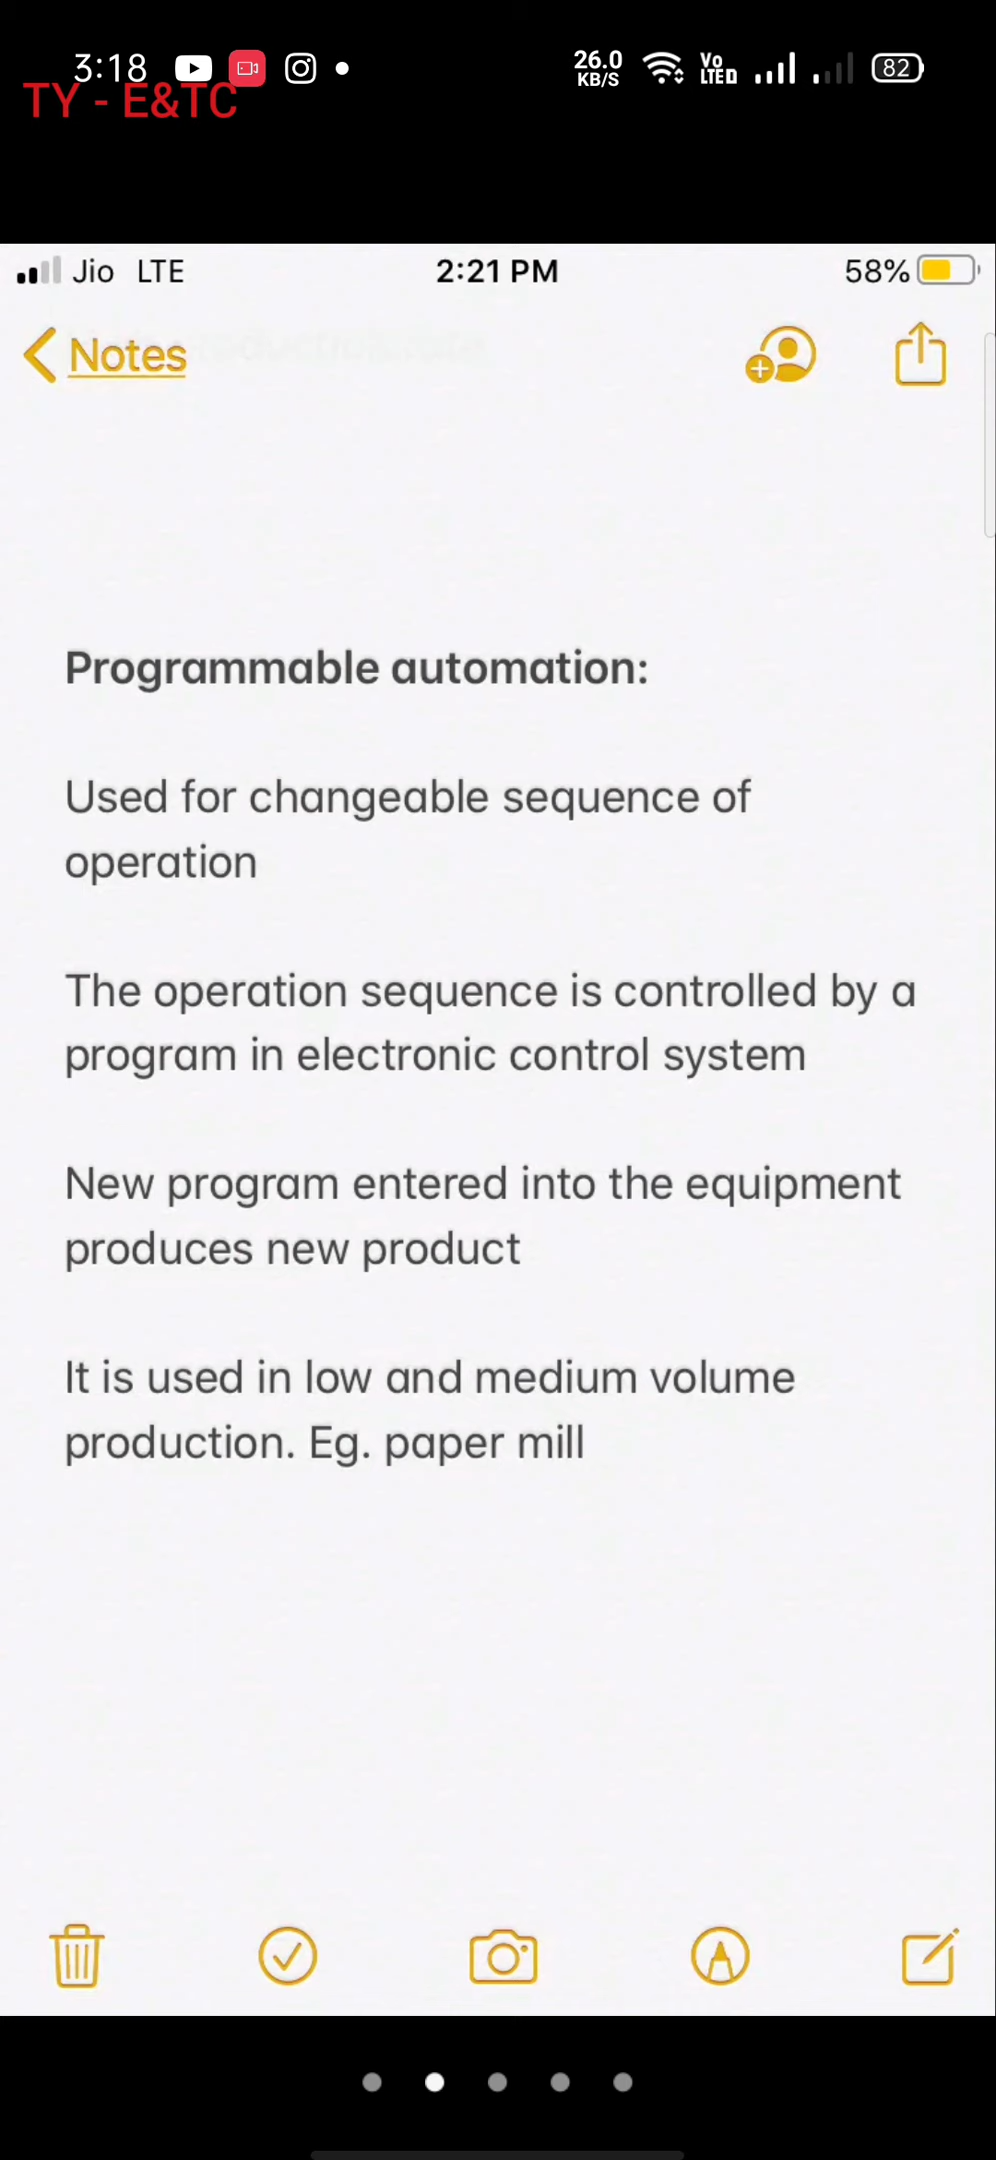 3:18 26.0 KB/S Vo LTED 82
TY - E&TC
Jio LTE 2:21 PM 58%
Notes
Programmable automation:
Used for changeable sequence of
operation
The operation sequence is controlled by a
program in electronic control system
New program entered into the equipment
produces new product
It is used in low and medium volume
production. Eg. paper mill